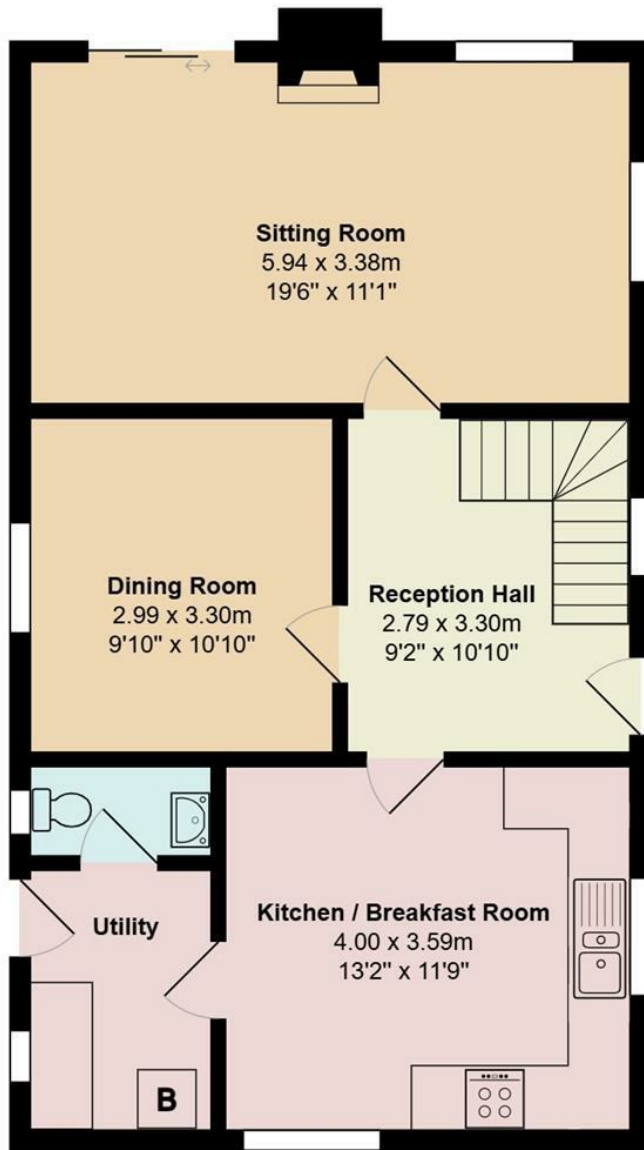 Sitting Room
5.94 x 3.38m
19'6" x 11'1"
Dining Room
2.99 x 3.30m
9'10" x 10'10"
Reception Hall
2.79 x 3.30m
9'2" x 10'10"
Utility
Kitchen / Breakfast Room
4.00 x 3.59m
13'2" x 11'9"
B